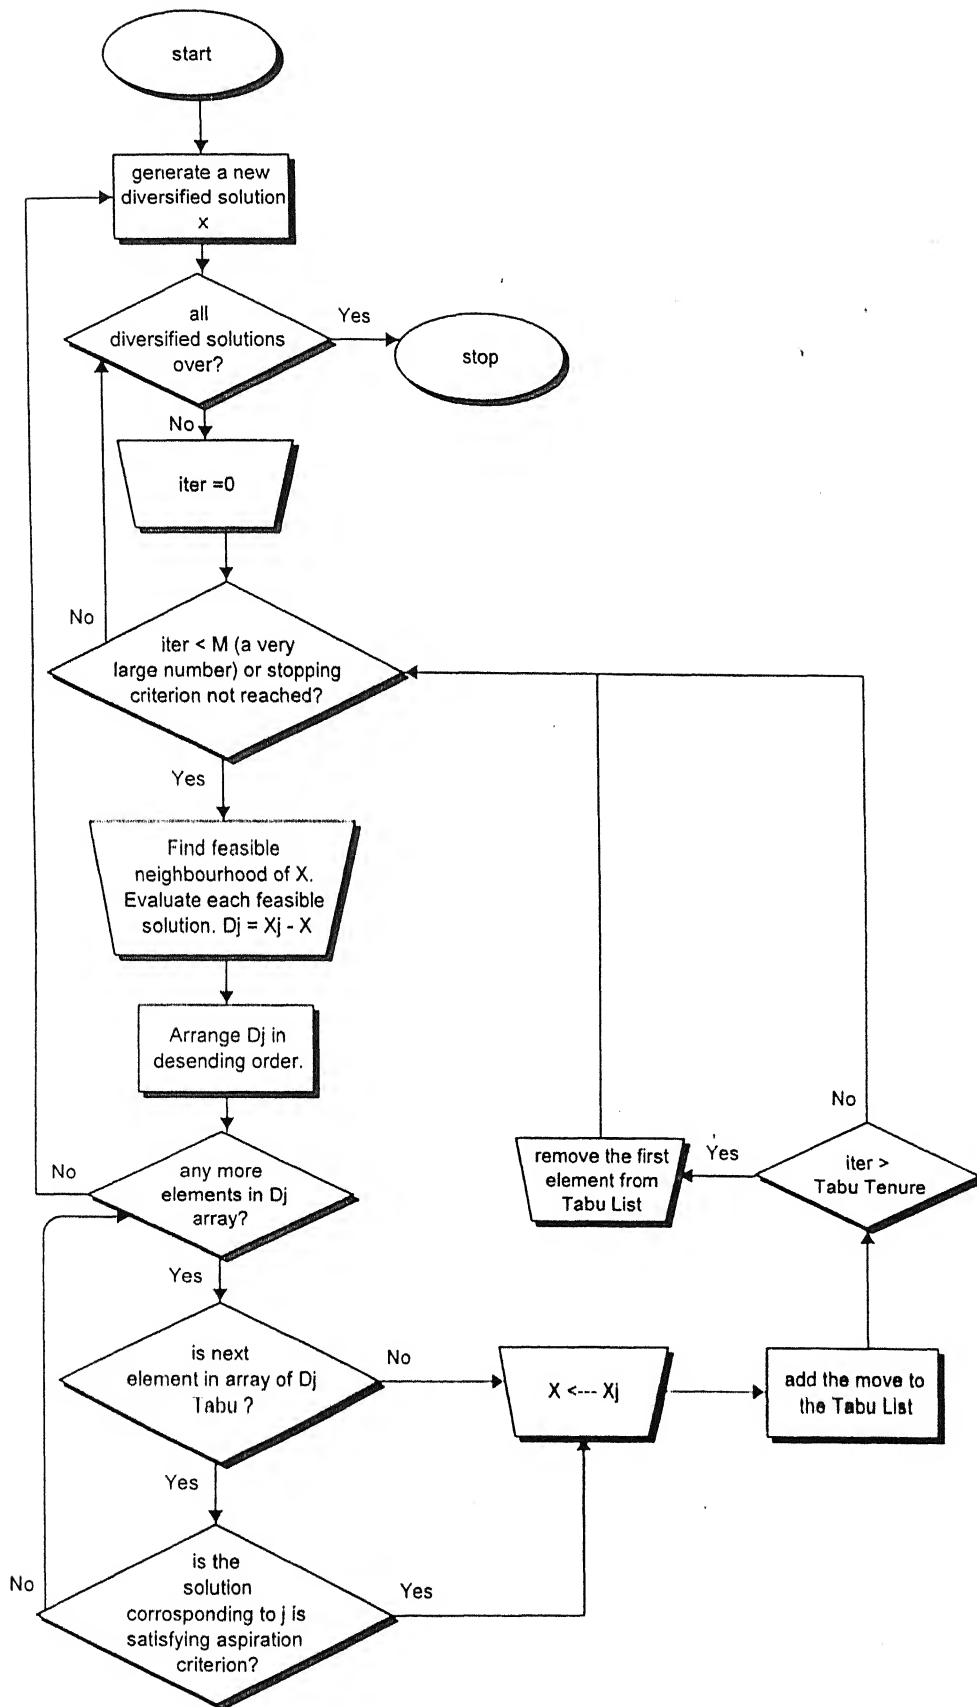 start
generate a new
diversified solution
x
all
diversified solutions
over?
Yes
stop
No
iter =0
No
iter < M (a very
large number) or stopping
criterion not reached?
Yes
Find feasible
neighbourhood of X.
Evaluate each feasible
solution. Dj = Xj - X
Arrange Dj in
desending order.
No
any more
elements in Dj
array?
Yes
remove the first
element from
Tabu List
Yes
No
iter >
Tabu Tenure
is next
element in array of Dj
Tabu ?
No
X <--- Xj
add the move to
the Tabu List
Yes
No
is the
solution
corrosponding to j is
satisfying aspiration
criterion?
Yes